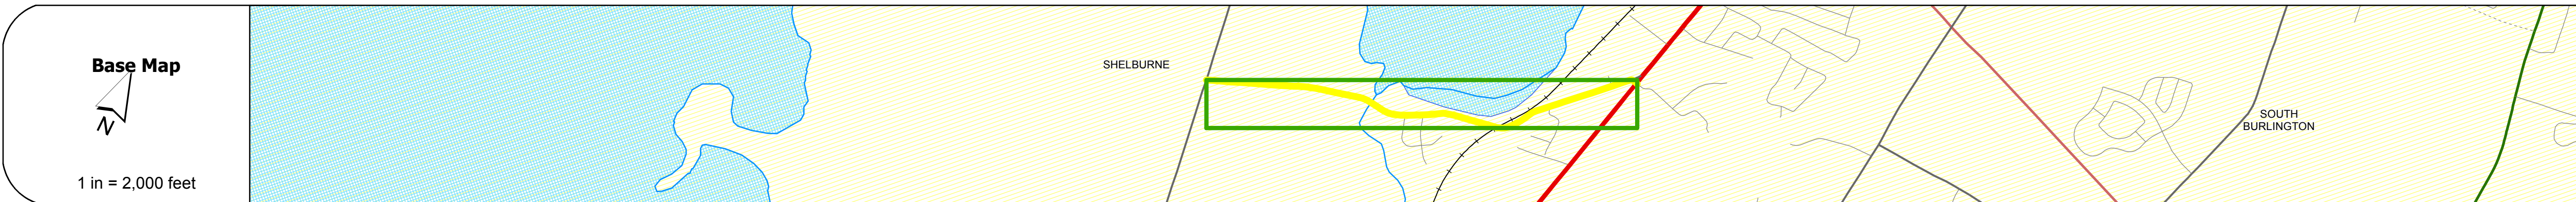 Base Map
N
1 in = 2,000 feet
SHELBURNE
SOUTH
BURLINGTON